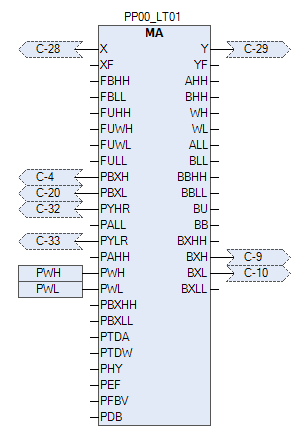 PP00_LT01
MA
C-28 X Y C-29
XF YF
FBHH AHH
FBLL BHH
FUHH WH
FUWH WL
FUWL ALL
FULL BLL
C-4 PBXH BBHH
C-20 PBXL BBLL
C-32 PYHR BU
PALL BB
C-33 PYLR BXHH
PAHH BXH C-9
PWH PWH BXL C-10
PWL PWL BXLL
PBXHH
PBXLL
PTDA
PTDW
PHY
PEF
PFBV
PDB